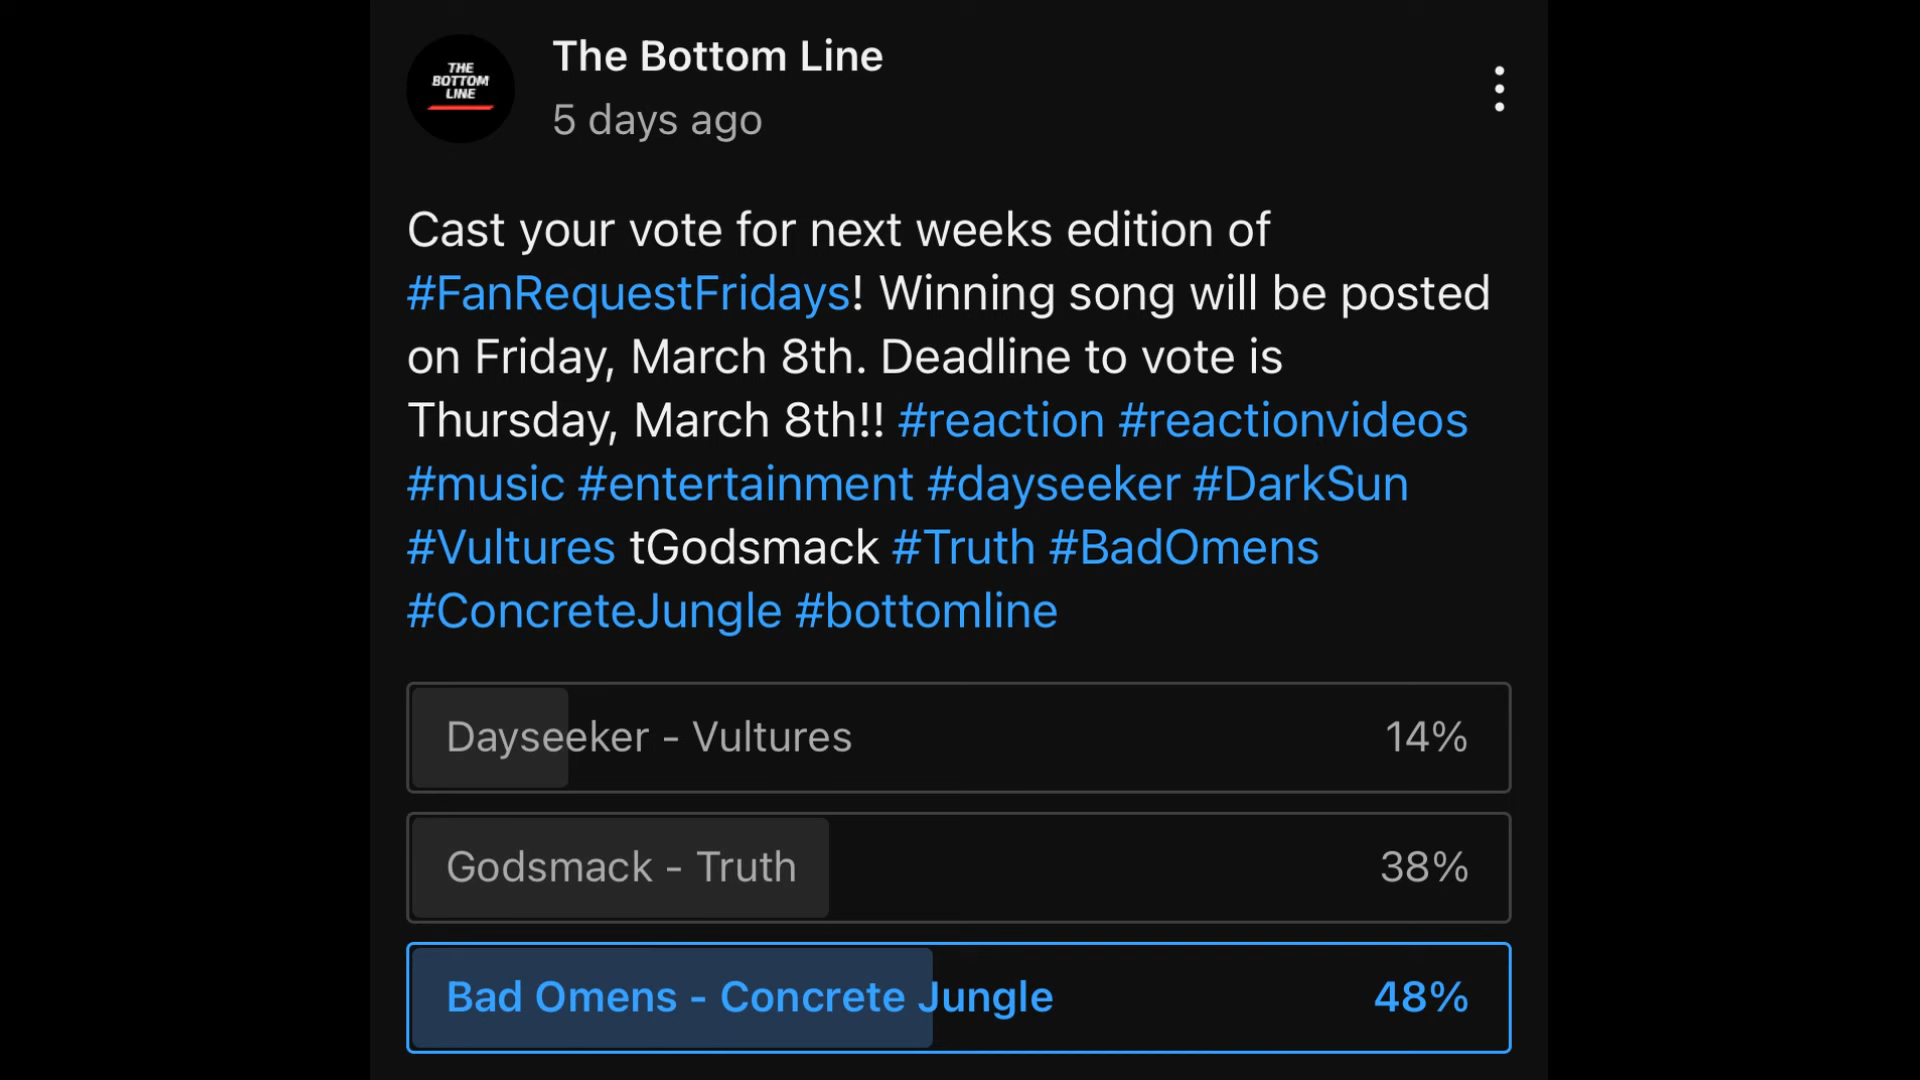 THE
BOTTOM
LINE
The Bottom Line
5 days ago
Cast your vote for next weeks edition of
#FanRequestFridays! Winning song will be posted
on Friday, March 8th. Deadline to vote is
Thursday, March 8th!! #reaction #reactionvideos
#music #entertainment #dayseeker #DarkSun
#Vultures tGodsmack #Truth #BadOmens
#ConcreteJungle #bottomline
Dayseeker - Vultures 14%
Godsmack - Truth 38%
Bad Omens - Concrete Jungle 48%